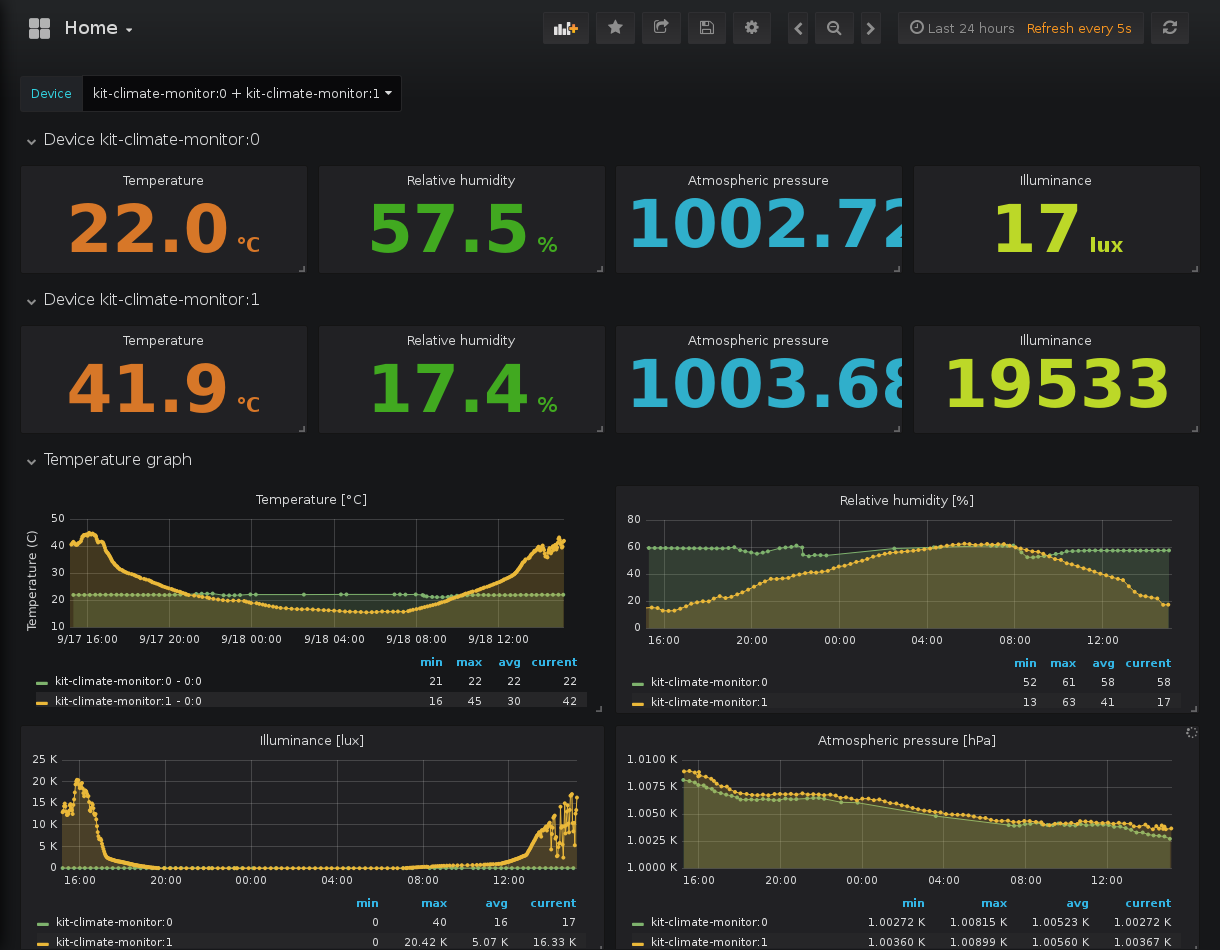 Home
Last 24 hours Refresh every 5s
Device kit-climate-monitor:0 + kit-climate-monitor:1
Device kit-climate-monitor:0
Temperature Relative humidity Atmospheric pressure Illuminance
22.0 °C 57.5 % 1002.72 17 lux
Device kit-climate-monitor:1
Temperature Relative humidity Atmospheric pressure Illuminance
41.9 °C 17.4 % 1003.68 19533
Temperature graph
Temperature [°C]
Temperature (C)
50
40
30
20
10
9/17 16:00 9/17 20:00 9/18 00:00 9/18 04:00 9/18 08:00 9/18 12:00
min max avg current
kit-climate-monitor:0 - 0:0 21 22 22 22
kit-climate-monitor:1 - 0:0 16 45 30 42
Relative humidity [%]
80
60
40
20
0
16:00 20:00 00:00 04:00 08:00 12:00
min max avg current
kit-climate-monitor:0 52 61 58 58
kit-climate-monitor:1 13 63 41 17
Illuminance [lux]
25 K
20 K
15 K
10 K
5 K
0
16:00 20:00 00:00 04:00 08:00 12:00
min max avg current
kit-climate-monitor:0 0 40 16 17
kit-climate-monitor:1 0 20.42 K 5.07 K 16.33 K
Atmospheric pressure [hPa]
1.0100 K
1.0075 K
1.0050 K
1.0025 K
1.0000 K
16:00 20:00 00:00 04:00 08:00 12:00
min max avg current
kit-climate-monitor:0 1.00272 K 1.00815 K 1.00523 K 1.00272 K
kit-climate-monitor:1 1.00360 K 1.00899 K 1.00560 K 1.00367 K